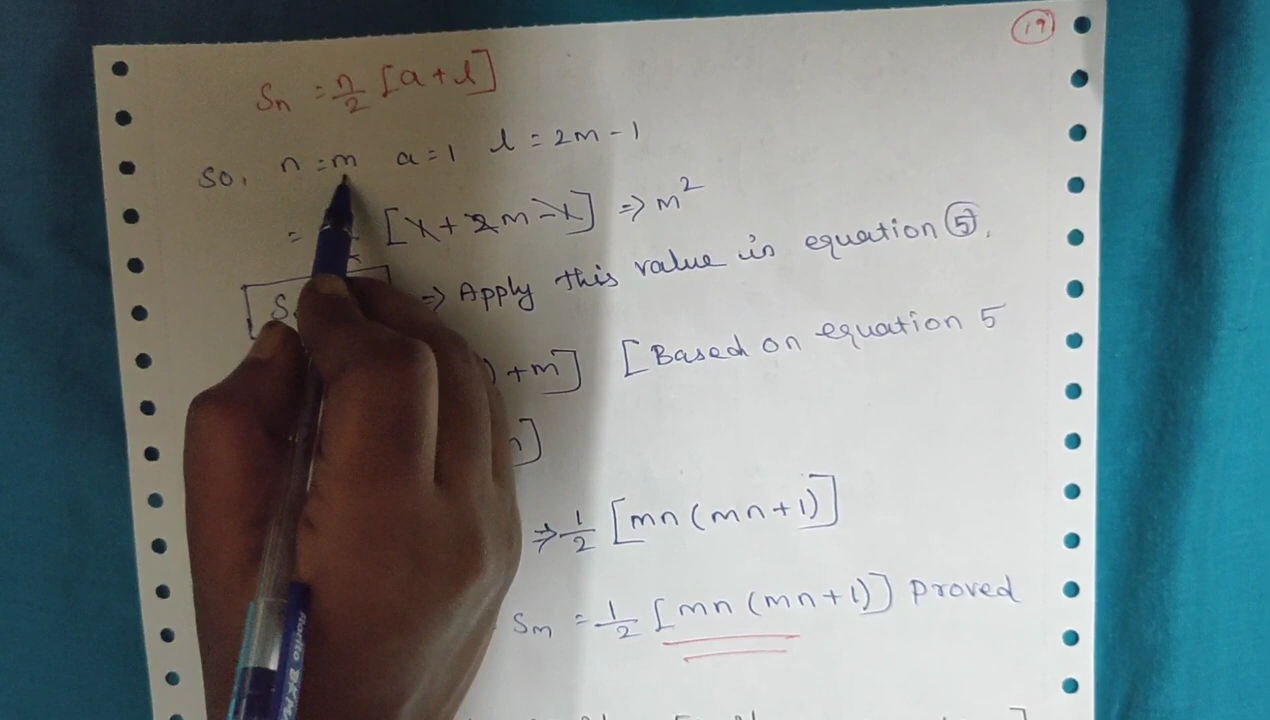 19
Sn = n/2 [a+l]
So, n=m a=1 l = 2m-1
= [1+2m-1] ⇒ m²
S ⇒ Apply this value in equation ⑤.
)+m] [Based on equation 5
]
⇒ 1/2 [mn(mn+1)]
Sm = 1/2 [mn(mn+1)] Proved
Rorito